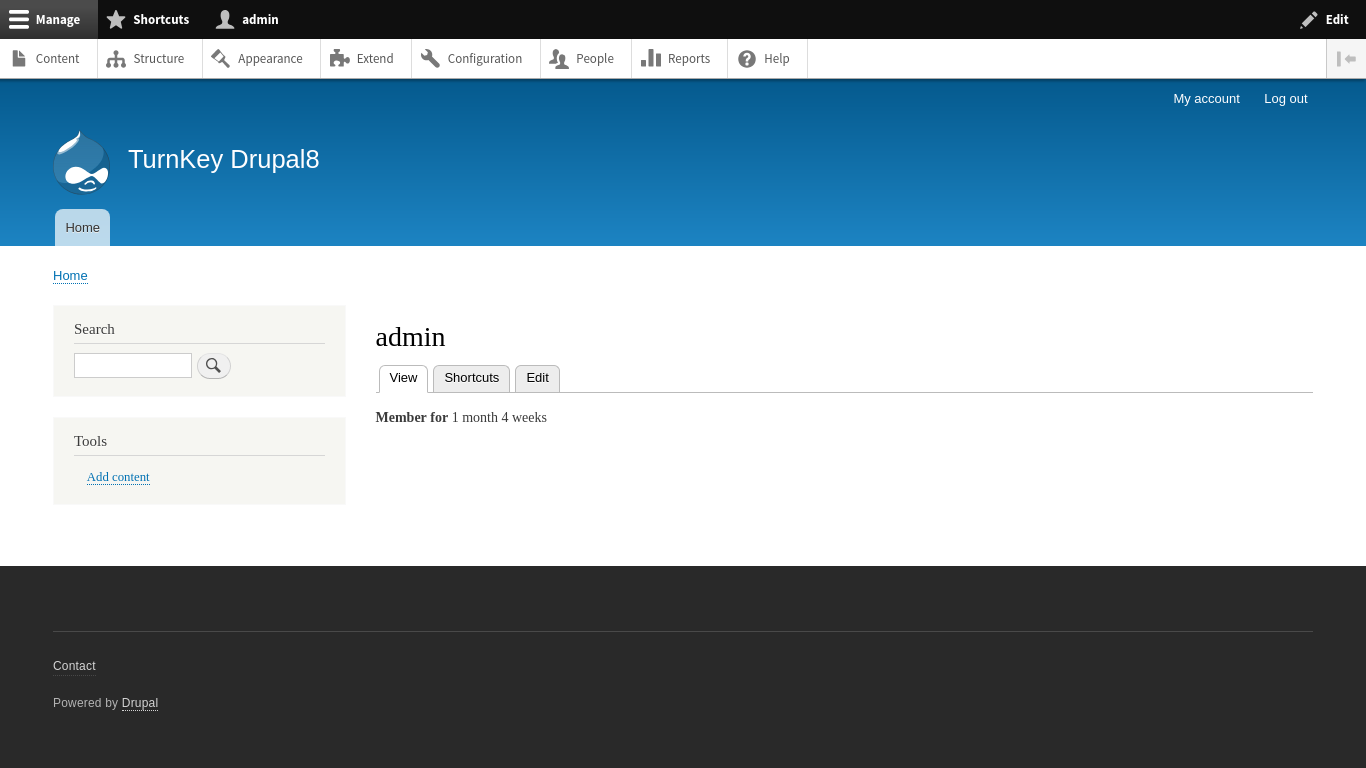 Manage Shortcuts admin Edit
Content Structure Appearance Extend Configuration People Reports Help
My account Log out
TurnKey Drupal8
Home
Home
Search
Tools
Add content
admin
View Shortcuts Edit
Member for 1 month 4 weeks
Contact
Powered by Drupal